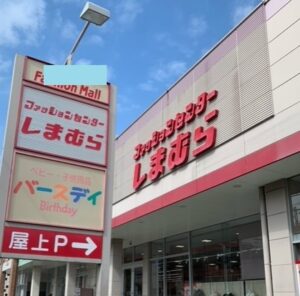 Mall
ファッションセンター
しまむら
ベビー・子供用品
バースデイ
Birthday
屋上P→
ファッションセンター
しまむら